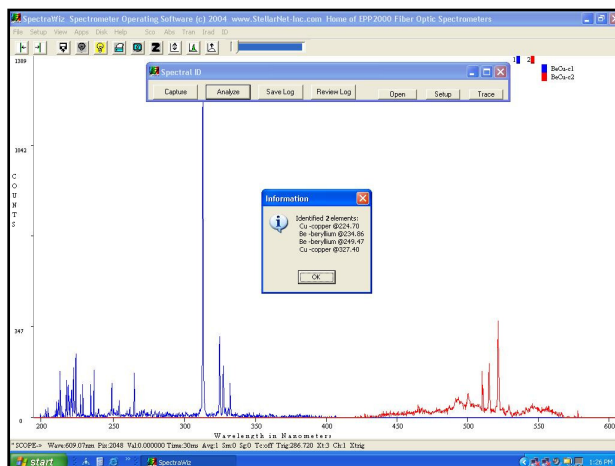 SpectraWiz Spectrometer Operating Software (c) 2004 www.StellarNet-Inc.com Home of EPP2000 Fiber Optic Spectrometers
File Setup View Apps Disk Help Sco Abs Tran Irad ID
1389
1 2
BeCu-c1
BeCu-c2
Spectral ID
Capture Analyze Save Log Review Log Open Setup Trace
1042
COUNTS
Information
Identified 2 elements:
Cu -copper @224.70
Be -beryllium @234.86
Be -beryllium @249.47
Cu -copper @327.40
OK
347
0
200 250 300 350 400 450 500 550 600
Wavelength in Nanometers
*SCOPE-> Wave:609.07nm Pix:2048 Val:0.000000 Time:30ms Avg:1 Sm:0 Sg:0 Tc:off Trig:286.720 Xt:3 Ch:1 Xtrig
start SpectraWiz 1:26 PM